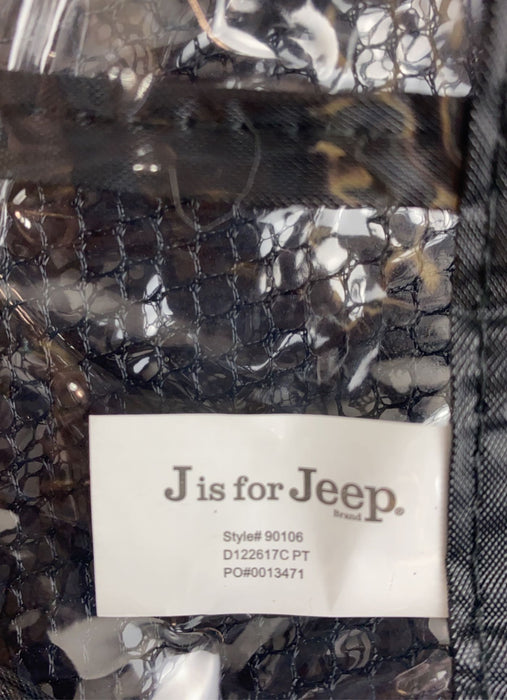 J is for Jeep®
Brand
Style# 90106
D122617C PT
PO#0013471